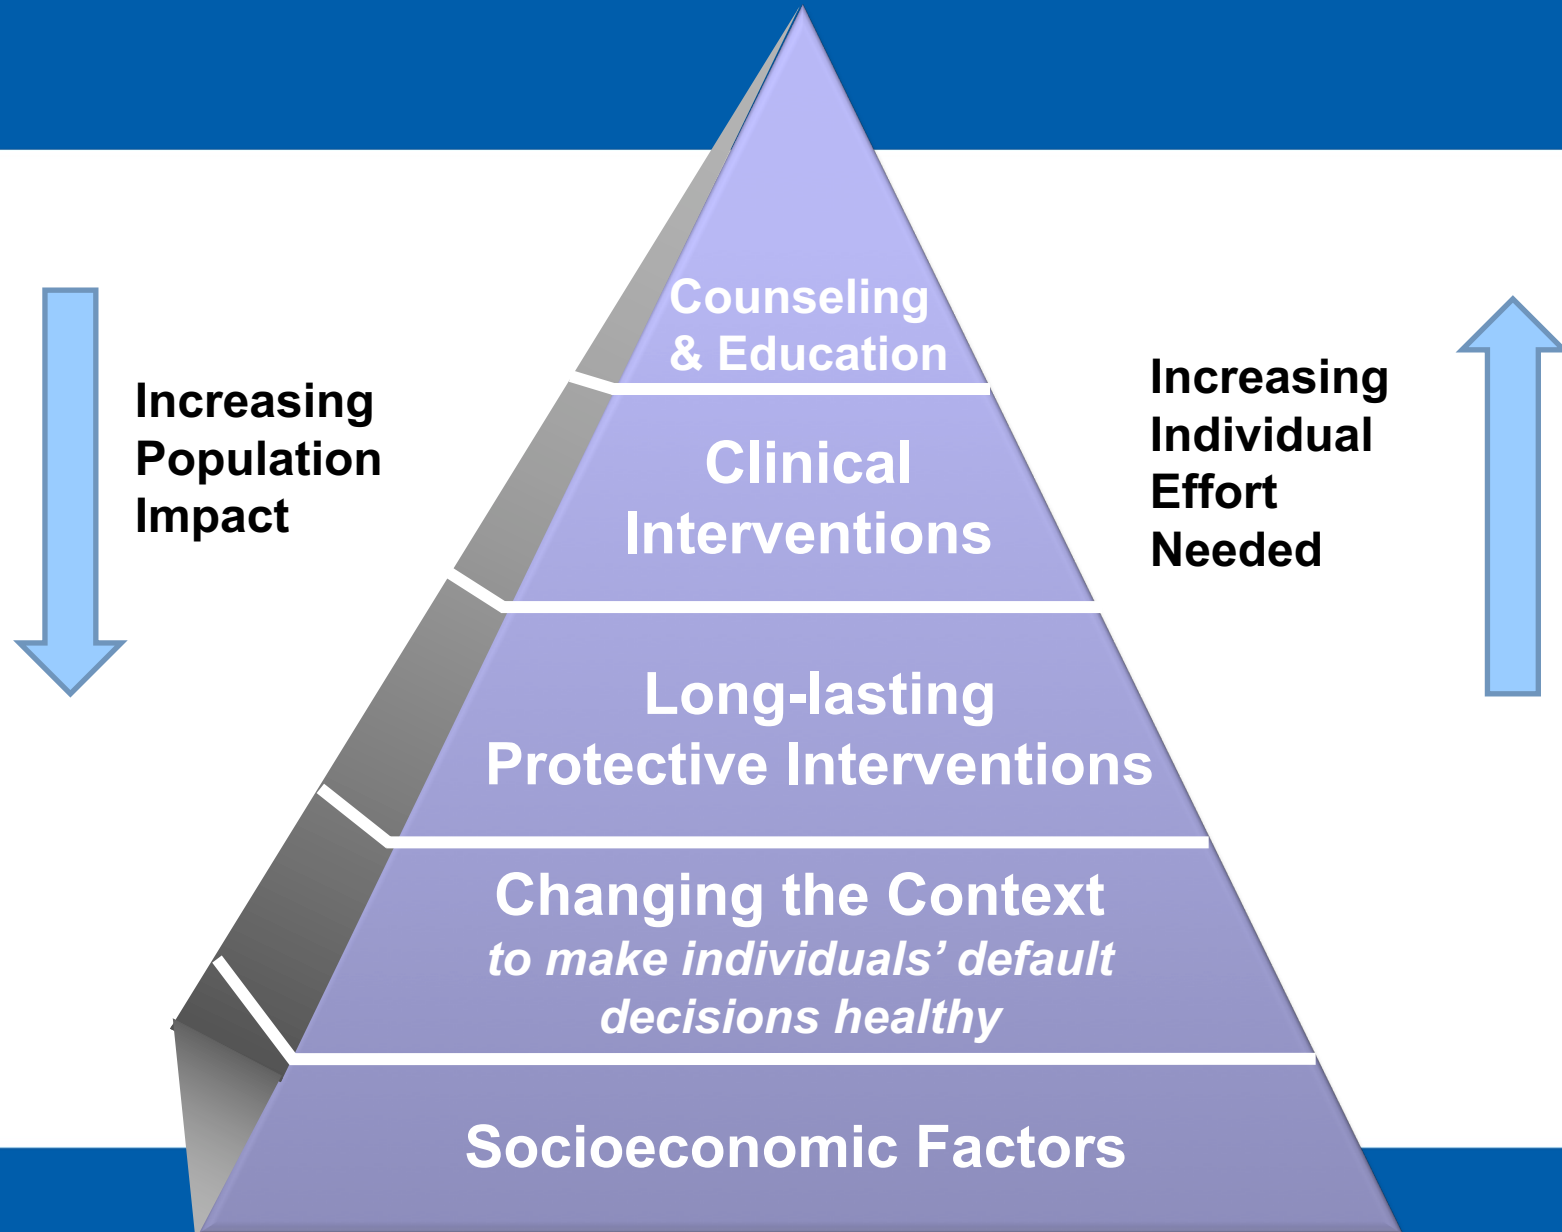 Counseling
& Education
Clinical
Interventions
Long-lasting
Protective Interventions
Changing the Context
to make individuals’ default
decisions healthy
Socioeconomic Factors
Increasing
Population
Impact
Increasing
Individual
Effort
Needed